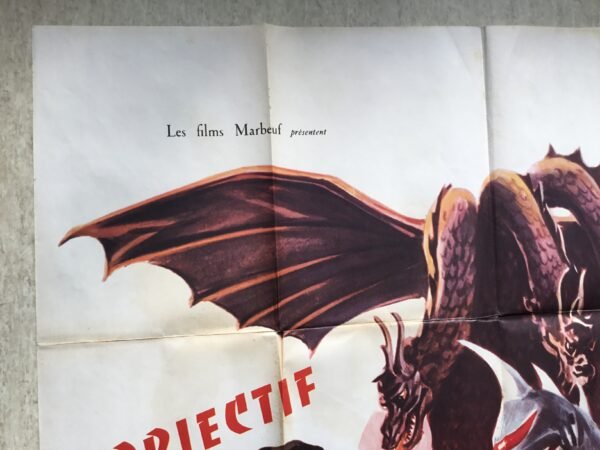 Les films Marbeuf présentent
OBJECTIF